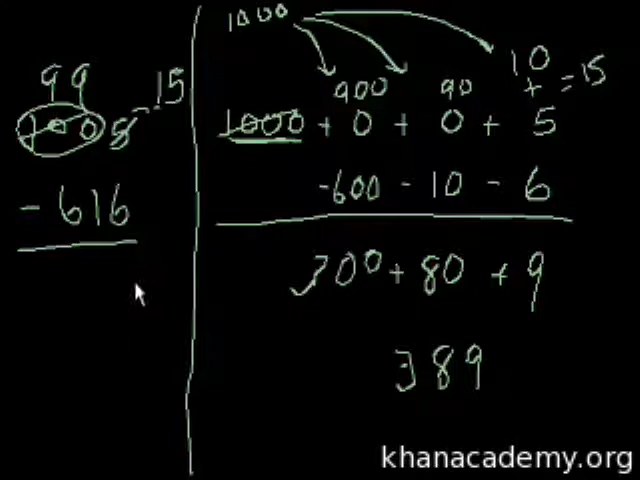 1000
10
+ = 15
99 15
900 90
1005
1000 + 0 + 0 + 5
- 616
-600 - 10 - 6
300 + 80 + 9
389
khanacademy.org